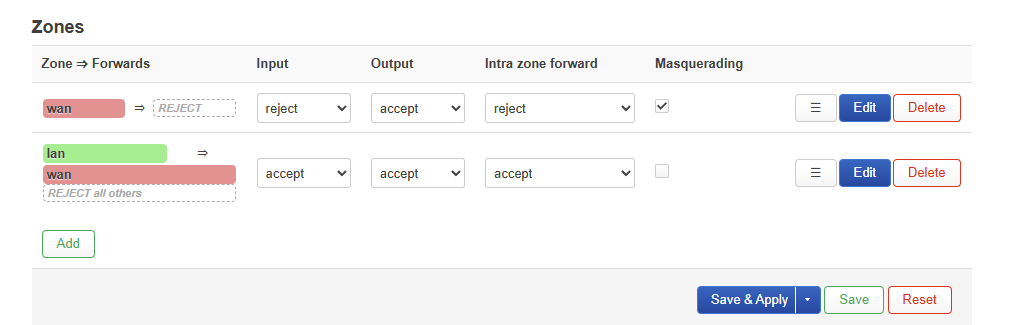 Zones
Zone ⇒ Forwards Input Output Intra zone forward Masquerading
wan ⇒ REJECT reject accept reject ☰ Edit Delete
lan ⇒
wan
REJECT all others
accept accept accept ☰ Edit Delete
Add
Save & Apply Save Reset